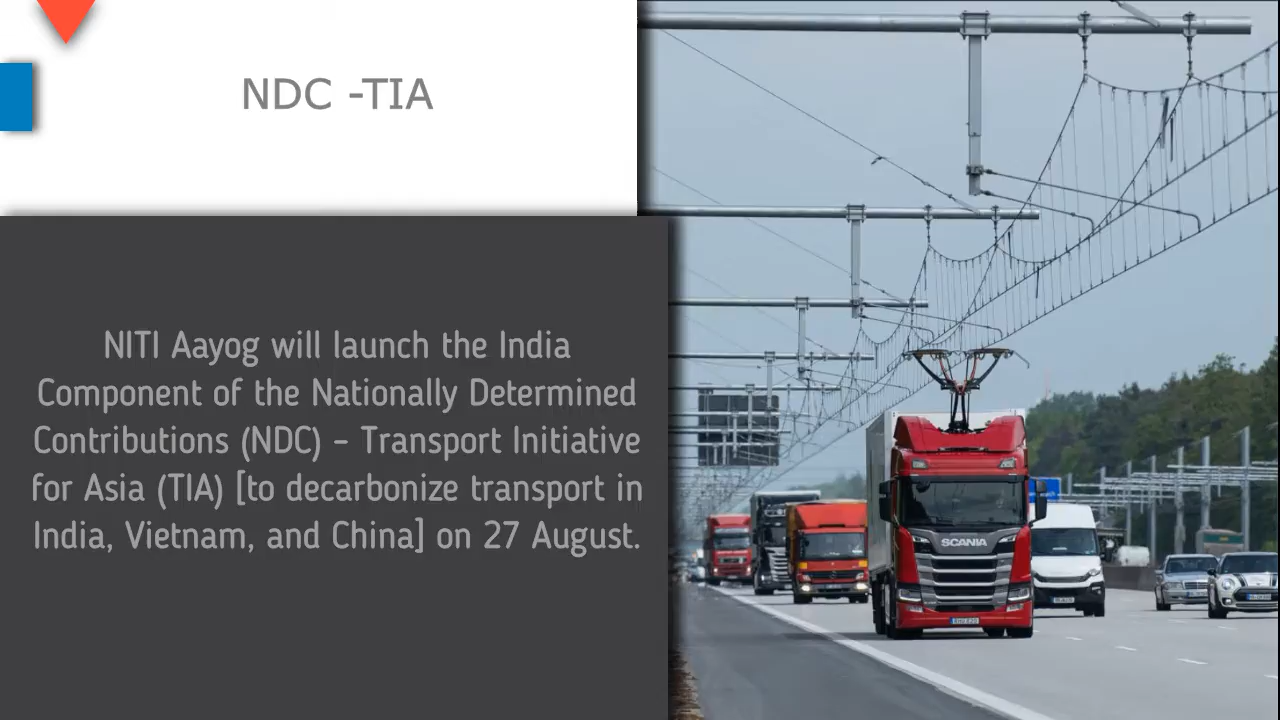 NDC -TIA
NITI Aayog will launch the India
Component of the Nationally Determined
Contributions (NDC) – Transport Initiative
for Asia (TIA) [to decarbonize transport in
India, Vietnam, and China] on 27 August.
SCANIA